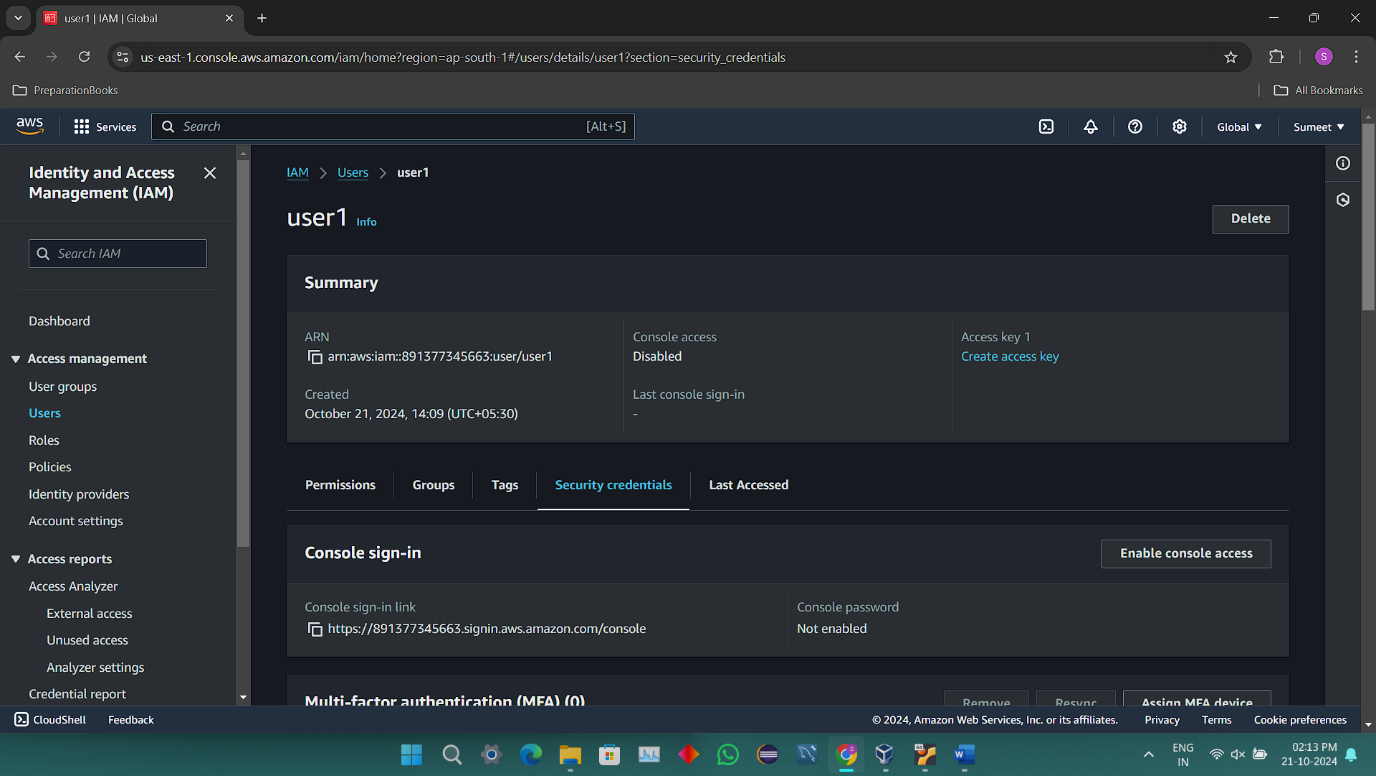 user1 | IAM | Global
us-east-1.console.aws.amazon.com/iam/home?region=ap-south-1#/users/details/user1?section=security_credentials
S
PreparationBooks
All Bookmarks
aws
Services
Search
[Alt+S]
Global
Sumeet
Identity and Access
Management (IAM)
Search IAM
Dashboard
Access management
User groups
Users
Roles
Policies
Identity providers
Account settings
Access reports
Access Analyzer
External access
Unused access
Analyzer settings
Credential report
IAM
Users
user1
user1 Info
Delete
Summary
ARN
arn:aws:iam::891377345663:user/user1
Created
October 21, 2024, 14:09 (UTC+05:30)
Console access
Disabled
Last console sign-in
-
Access key 1
Create access key
Permissions
Groups
Tags
Security credentials
Last Accessed
Console sign-in
Enable console access
Console sign-in link
https://891377345663.signin.aws.amazon.com/console
Console password
Not enabled
Multi-factor authentication (MFA) (0)
Remove
Resync
Assign MFA device
CloudShell
Feedback
© 2024, Amazon Web Services, Inc. or its affiliates.
Privacy
Terms
Cookie preferences
ENG
IN
02:13 PM
21-10-2024